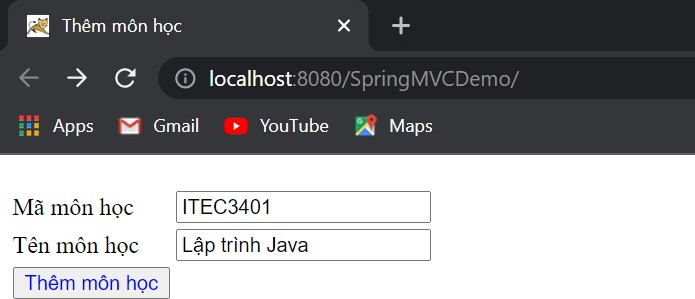 Thêm môn học
localhost:8080/SpringMVCDemo/
Apps Gmail YouTube Maps
Mã môn học ITEC3401
Tên môn học Lập trình Java
Thêm môn học